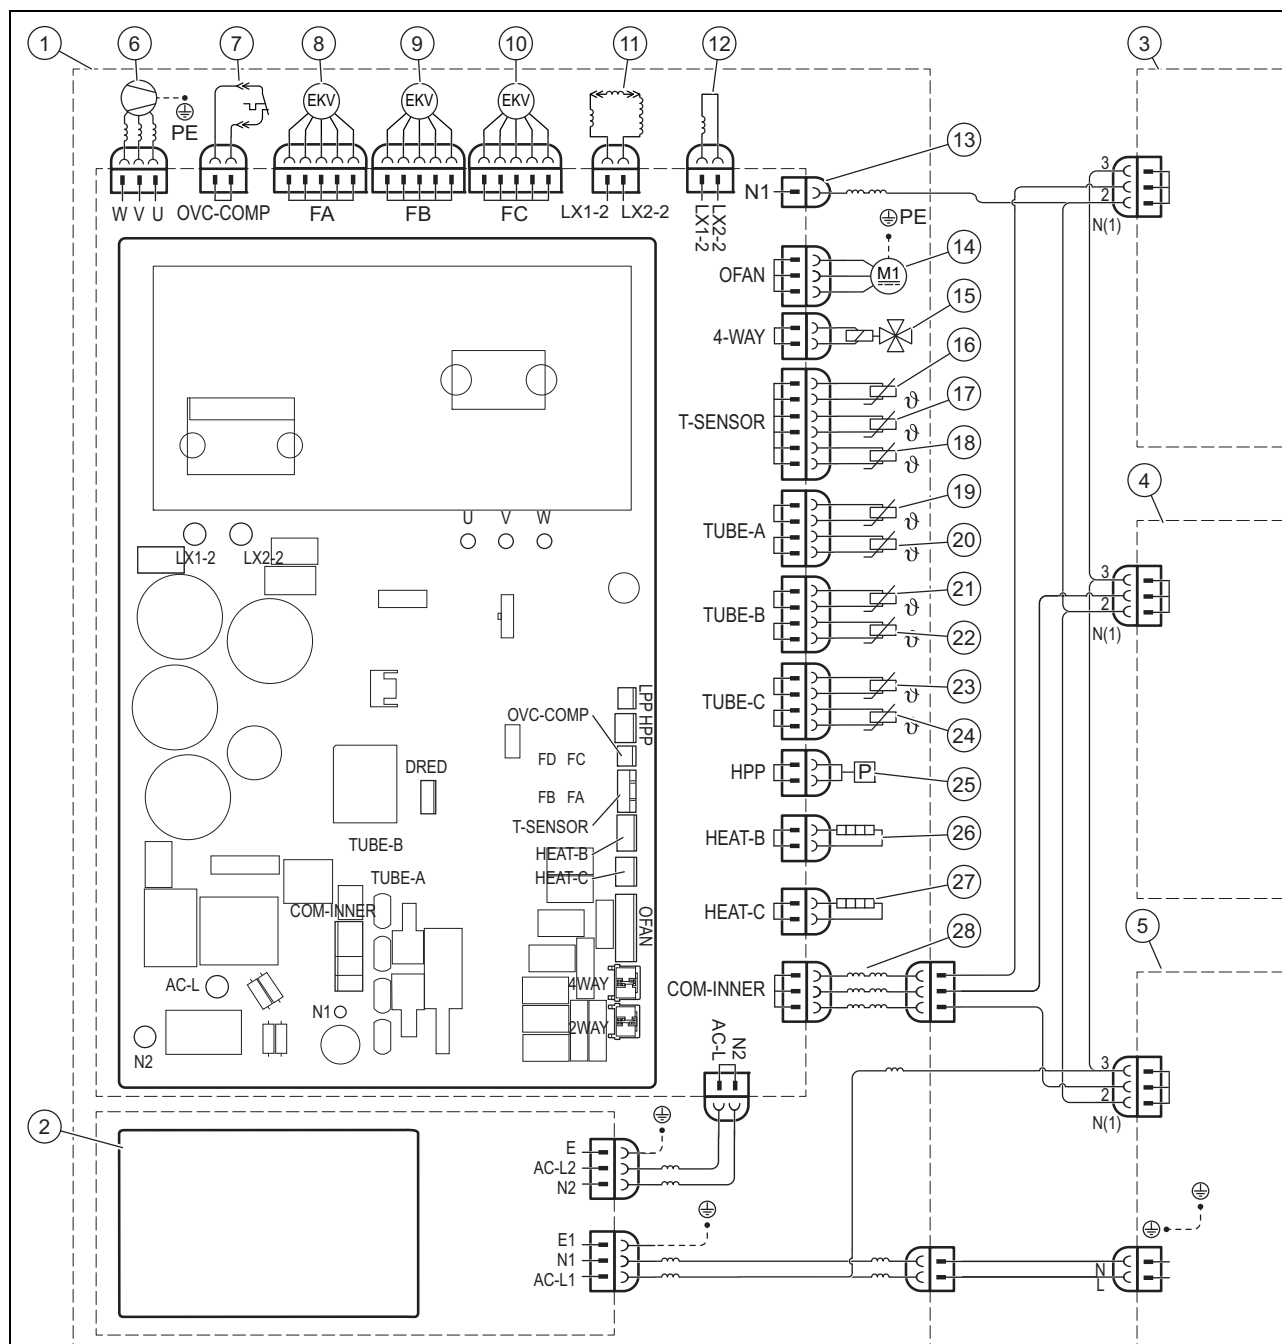 1 6 7 8 9 10 11 12 3
EKV EKV EKV
PE
W V U OVC-COMP FA FB FC LX1-2 LX2-2
LX1-2
LX2-2
N1 13
3
2
N(1)
PE
OFAN M1 14
4-WAY 15
T-SENSOR
16
ϑ
17
ϑ
18
ϑ
4
TUBE-A
19
ϑ
20
ϑ
U V W
LX1-2 LX2-2
3
2
N(1)
TUBE-B
21
ϑ
22
ϑ
TUBE-C
23
ϑ
24
ϑ
LPP HPP
OVC-COMP
FD FC
DRED
FB FA
T-SENSOR
HEAT-B
HEAT-C
TUBE-B
TUBE-A
COM-INNER
OFAN
AC-L
4WAY
N1
2WAY
N2
HPP P 25
HEAT-B 26
HEAT-C 27
5
28
COM-INNER
AC-L
N2
3
2
N(1)
2
E
AC-L2
N2
E1
N1
AC-L1
N
L